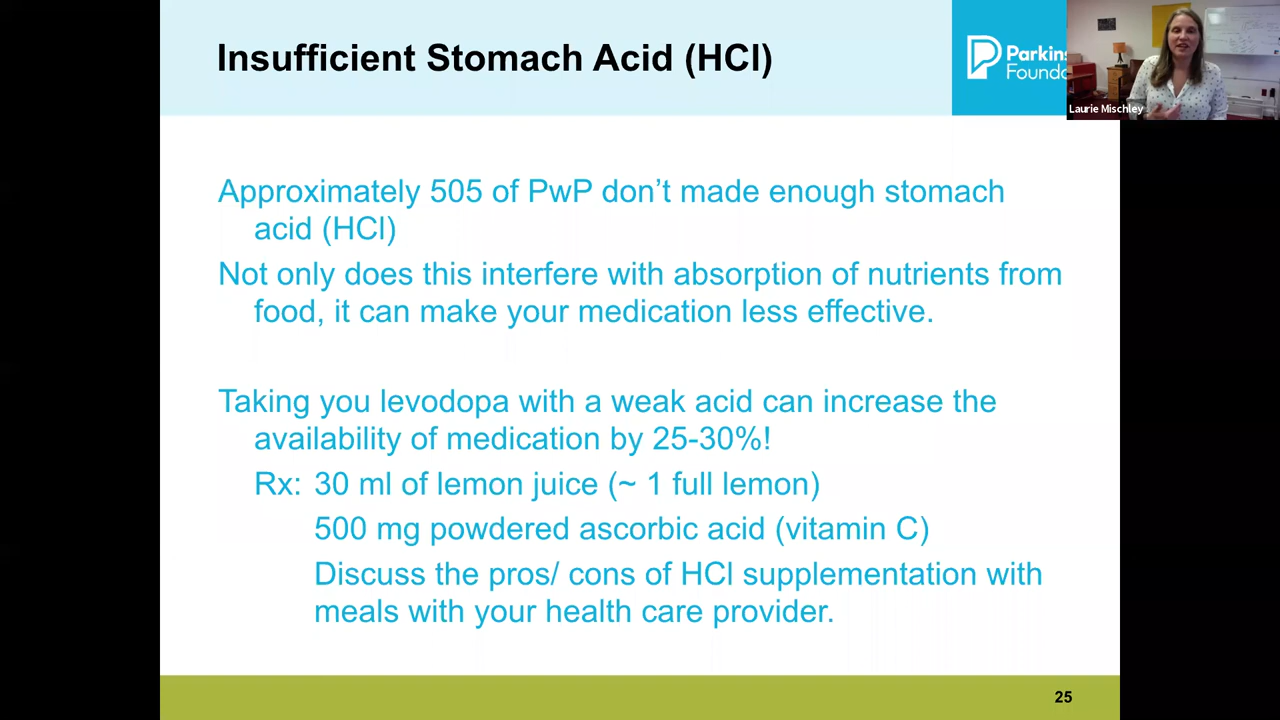 Insufficient Stomach Acid (HCl)
Parkins
Founda
Laurie Mischley
Approximately 505 of PwP don’t made enough stomach
acid (HCl)
Not only does this interfere with absorption of nutrients from
food, it can make your medication less effective.
Taking you levodopa with a weak acid can increase the
availability of medication by 25-30%!
Rx: 30 ml of lemon juice (~ 1 full lemon)
500 mg powdered ascorbic acid (vitamin C)
Discuss the pros/ cons of HCl supplementation with
meals with your health care provider.
25